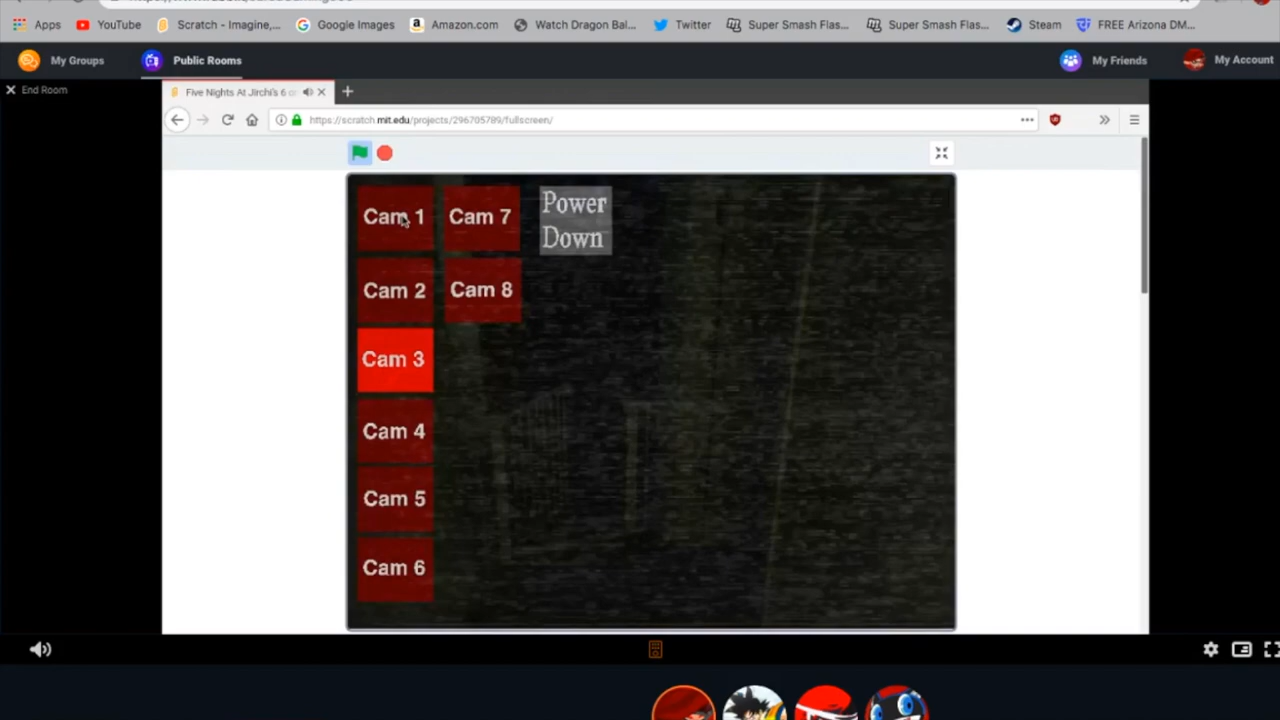 Apps YouTube Scratch - Imagine,... Google Images Amazon.com Watch Dragon Bal... Twitter Super Smash Flas... Super Smash Flas... Steam FREE Arizona DM...
My Groups Public Rooms My Friends My Account
End Room Five Nights At Jirchi's 6 or
https://scratch.mit.edu/projects/296705789/fullscreen/
Cam 1 Cam 7 Power
Down
Cam 2 Cam 8
Cam 3
Cam 4
Cam 5
Cam 6